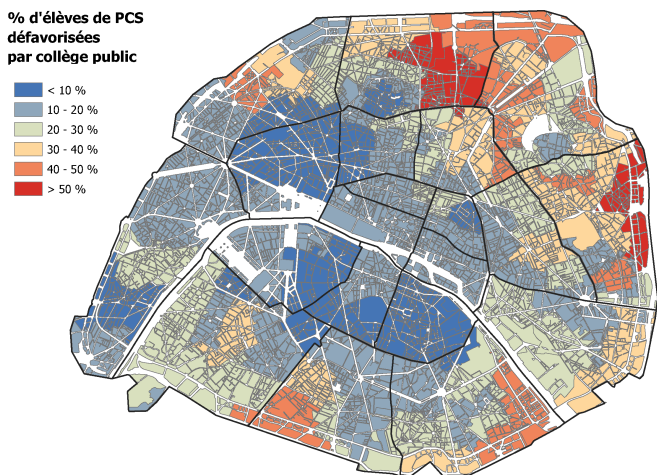 % d'élèves de PCS
défavorisées
par collège public
< 10 %
10 - 20 %
20 - 30 %
30 - 40 %
40 - 50 %
> 50 %